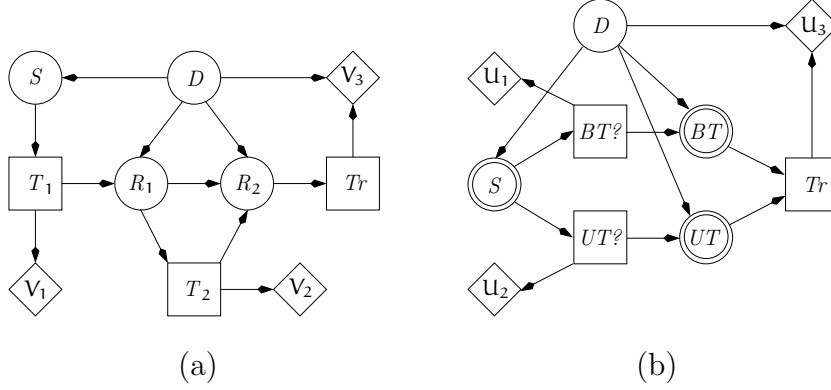 D U3
S D V3 U1
BT? BT
T1 R1 R2 Tr S Tr
UT? UT
V1 T2 V2 U2
(a) (b)